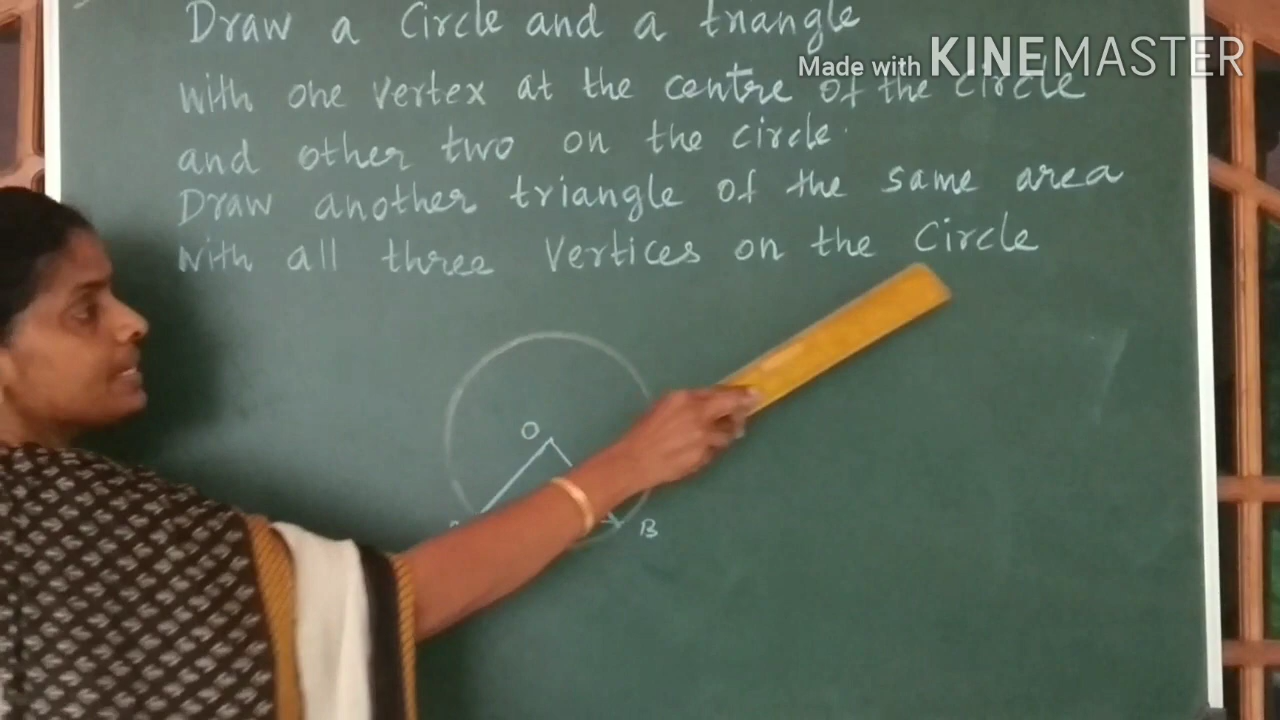 Draw a Circle and a triangle
Made with KINEMASTER
with one vertex at the centre of the circle
and other two on the circle.
Draw another triangle of the same area
with all three Vertices on the Circle
O
B